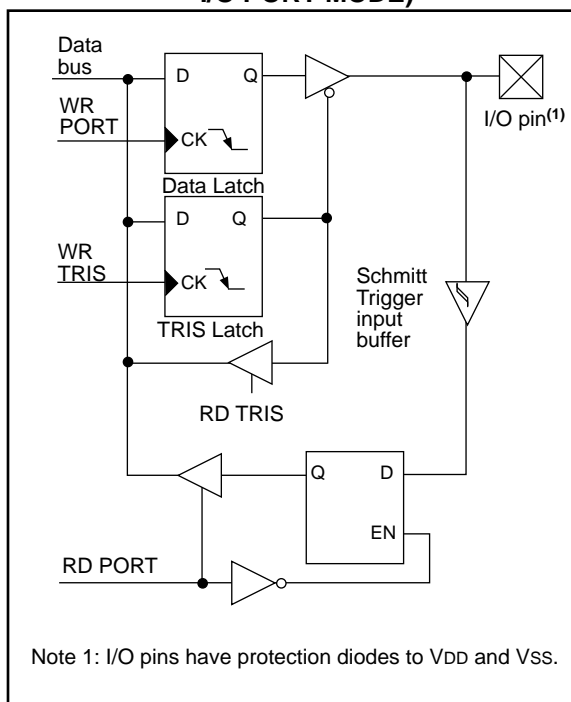 I/O PORT MODE)
Data
bus
D
Q
WR
PORT
CK
Data Latch
I/O pin(1)
D
Q
WR
TRIS
CK
TRIS Latch
Schmitt
Trigger
input
buffer
RD TRIS
Q
D
EN
RD PORT
Note 1: I/O pins have protection diodes to VDD and VSS.